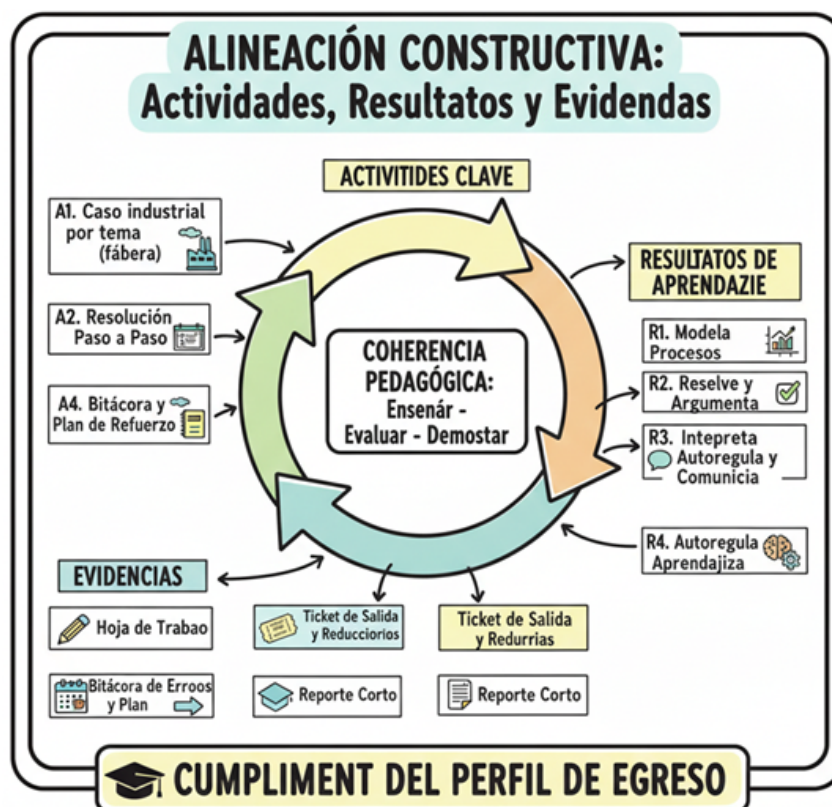 ALINEACIÓN CONSTRUCTIVA:
Actividades, Resultatos y Evidendas
ACTIVITIDES CLAVE
A1. Caso industrial
por tema
(fábera)
A2. Resolución
Paso a Paso
A4. Bitácora y
Plan de Refuerzo
COHERENCIA
PEDAGÓGICA:
Ensenár -
Evaluar - Demostar
RESULTATOS DE
APRENDAZIE
R1. Modela
Procesos
R2. Reselve y
Argumenta
R3. Intepreta
Autoregula y
Comunicia
R4. Autoregula
Aprendajiza
EVIDENCIAS
Hoja de Trabao
Bitácora de Erroos
y Plan
Ticket de Salida
y Reducciorios
Reporte Corto
Ticket de Salida
y Redurrias
Reporte Corto
CUMPLIMENT DEL PERFIL DE EGRESO